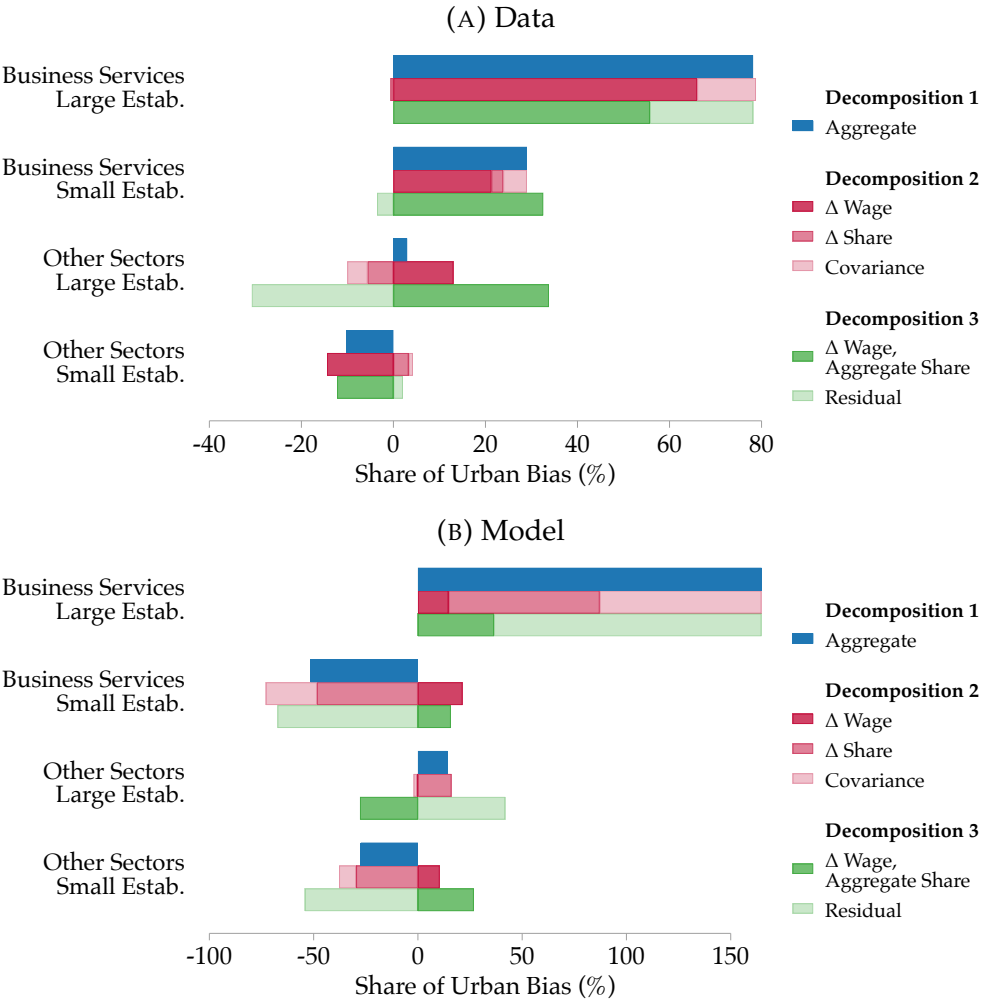 (A) Data
Business Services
Large Estab.
Business Services
Small Estab.
Other Sectors
Large Estab.
Other Sectors
Small Estab.
-40 -20 0 20 40 60 80
Share of Urban Bias (%)
Decomposition 1
Aggregate
Decomposition 2
Δ Wage
Δ Share
Covariance
Decomposition 3
Δ Wage,
Aggregate Share
Residual
(B) Model
Business Services
Large Estab.
Business Services
Small Estab.
Other Sectors
Large Estab.
Other Sectors
Small Estab.
-100 -50 0 50 100 150
Share of Urban Bias (%)
Decomposition 1
Aggregate
Decomposition 2
Δ Wage
Δ Share
Covariance
Decomposition 3
Δ Wage,
Aggregate Share
Residual